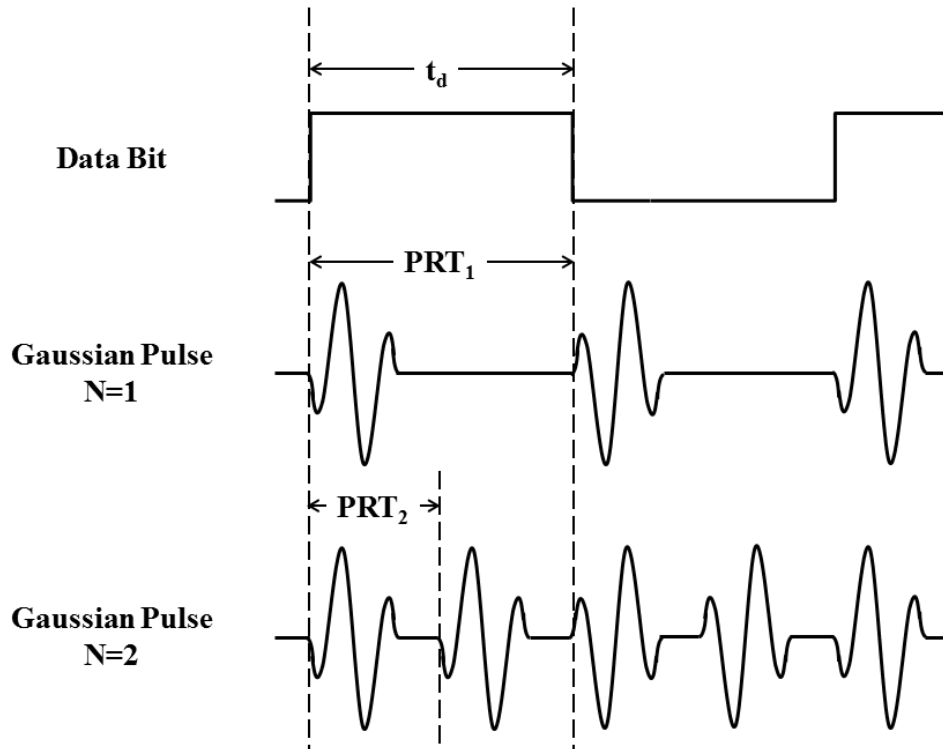 t_d
Data Bit
PRT_1
Gaussian Pulse
N=1
PRT_2
Gaussian Pulse
N=2